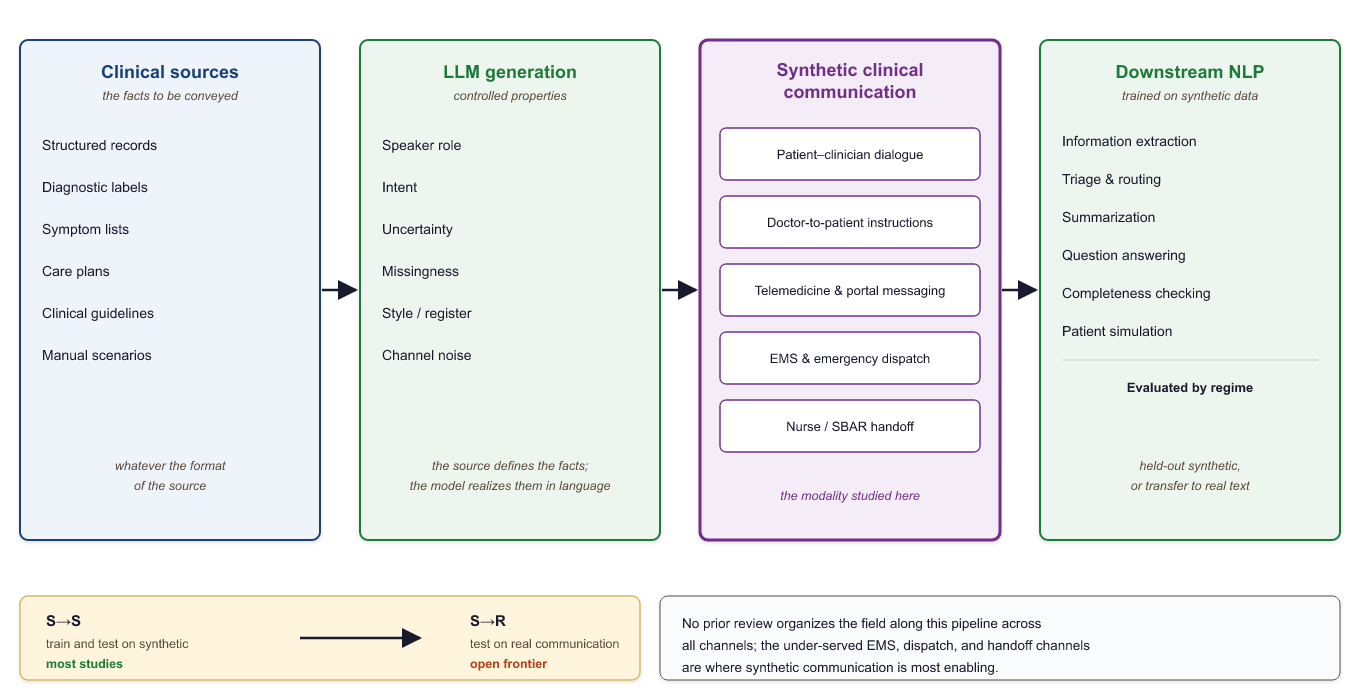 Clinical sources
the facts to be conveyed
Structured records
Diagnostic labels
Symptom lists
Care plans
Clinical guidelines
Manual scenarios
whatever the format
of the source
LLM generation
controlled properties
Speaker role
Intent
Uncertainty
Missingness
Style / register
Channel noise
the source defines the facts;
the model realizes them in language
Synthetic clinical
communication
Patient–clinician dialogue
Doctor-to-patient instructions
Telemedicine & portal messaging
EMS & emergency dispatch
Nurse / SBAR handoff
the modality studied here
Downstream NLP
trained on synthetic data
Information extraction
Triage & routing
Summarization
Question answering
Completeness checking
Patient simulation
Evaluated by regime
held-out synthetic,
or transfer to real text
S→S
train and test on synthetic
most studies
S→R
test on real communication
open frontier
No prior review organizes the field along this pipeline across
all channels; the under-served EMS, dispatch, and handoff channels
are where synthetic communication is most enabling.